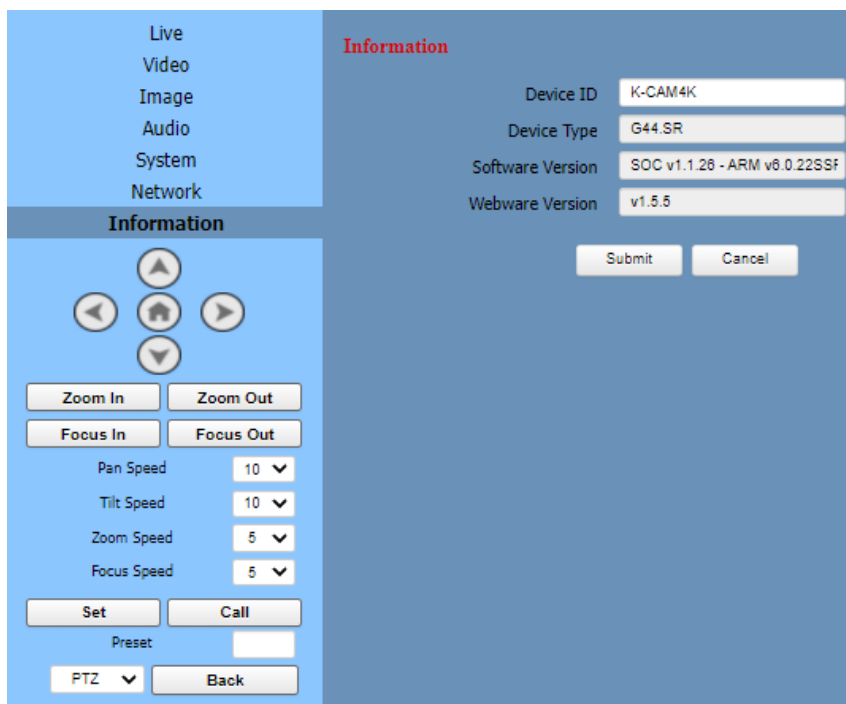 Live
Video
Image
Audio
System
Network
Information
Zoom In Zoom Out
Focus In Focus Out
Pan Speed 10
Tilt Speed 10
Zoom Speed 5
Focus Speed 5
Set Call
Preset
PTZ Back
Information
Device ID K-CAM4K
Device Type G44.SR
Software Version SOC v1.1.26 - ARM v6.0.22SSF
Webware Version v1.5.5
Submit Cancel